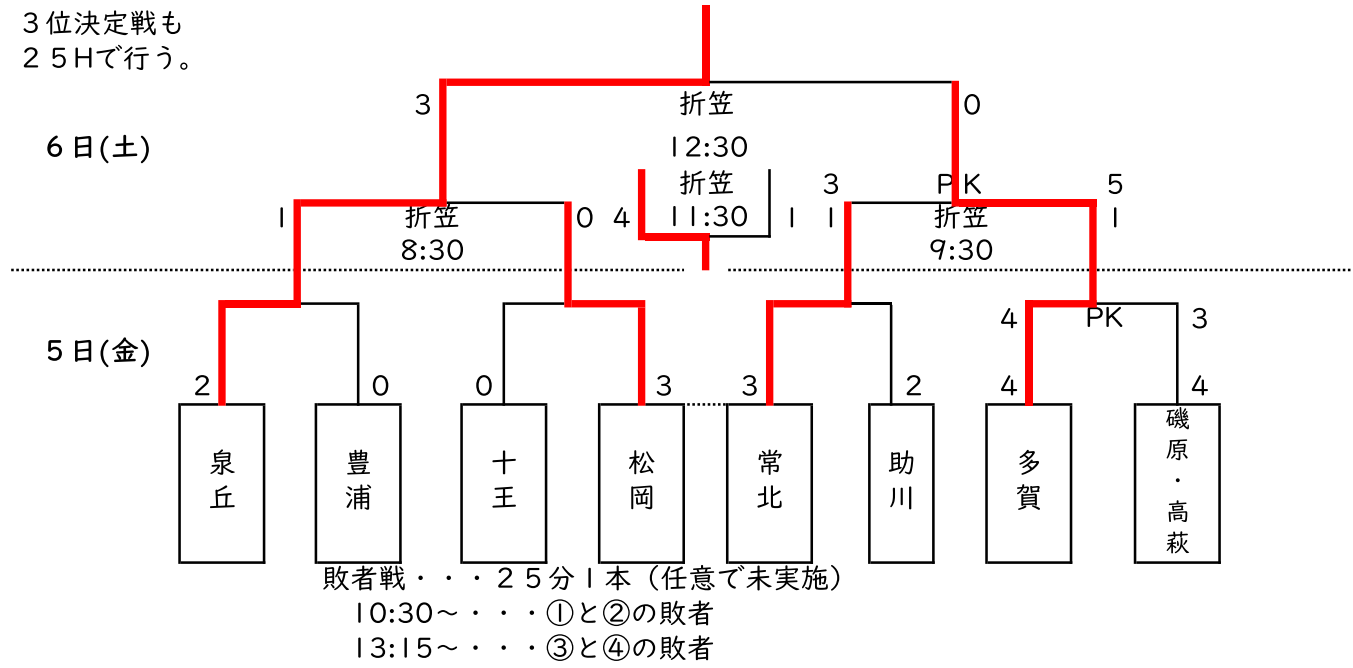 ３位決定戦も
２５Hで行う。
3
折笠
0
6日(土)
12:30
折笠
3
PK
5
1
折笠
0
4
11:30
1
1
折笠
1
8:30
9:30
4
PK
3
5日(金)
2
0
0
3
3
2
4
4
泉丘
豊浦
十王
松岡
常北
助川
多賀
磯原・高萩
敗者戦・・・２５分１本（任意で未実施）
10:30～・・・①と②の敗者
13:15～・・・③と④の敗者